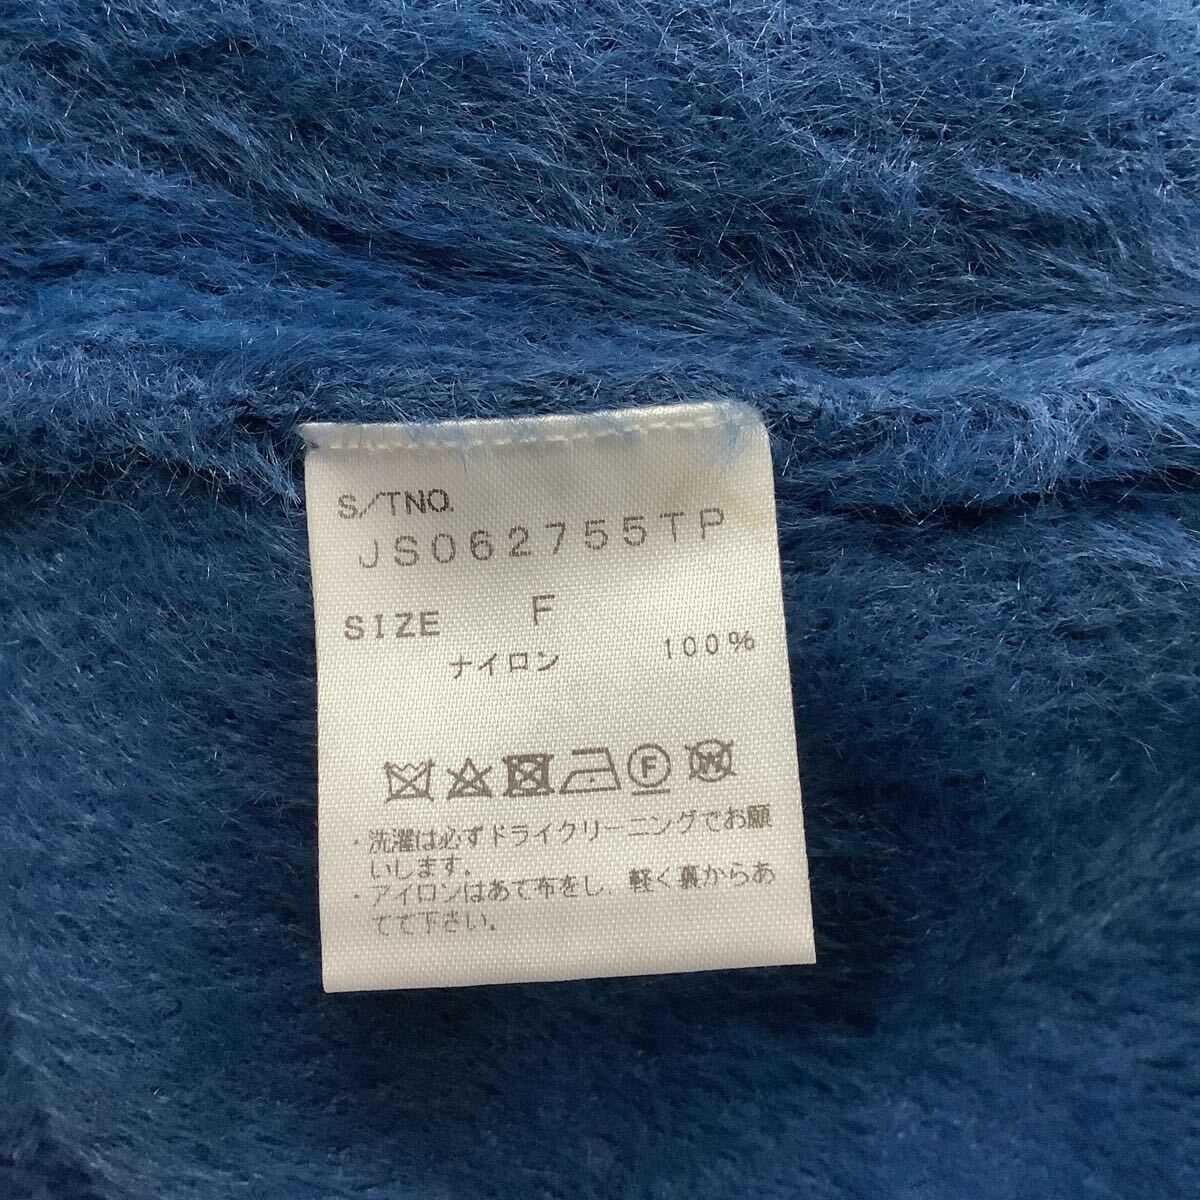 S/TNO.
JS062755TP
SIZE F
ナイロン 100%
F W
・洗濯は必ずドライクリーニングでお願
いします。
・アイロンはあて布をし、軽く裏からあ
てて下さい。